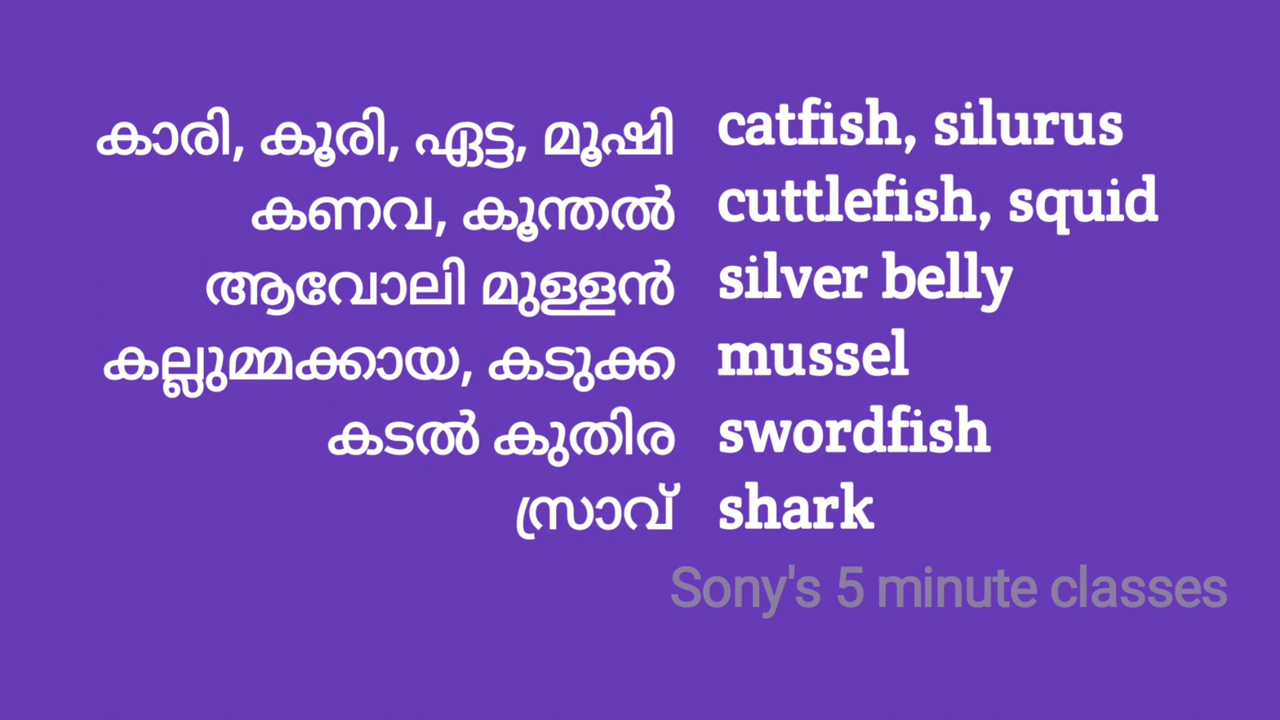 കാരി, കൂരി, ഏട്ട, മൂഷി catfish, silurus
കണവ, കൂന്തൽ cuttlefish, squid
ആവോലി മുള്ളൻ silver belly
കല്ലുമ്മക്കായ, കടുക്ക mussel
കടൽ കുതിര swordfish
സ്രാവ് shark
Sony's 5 minute classes